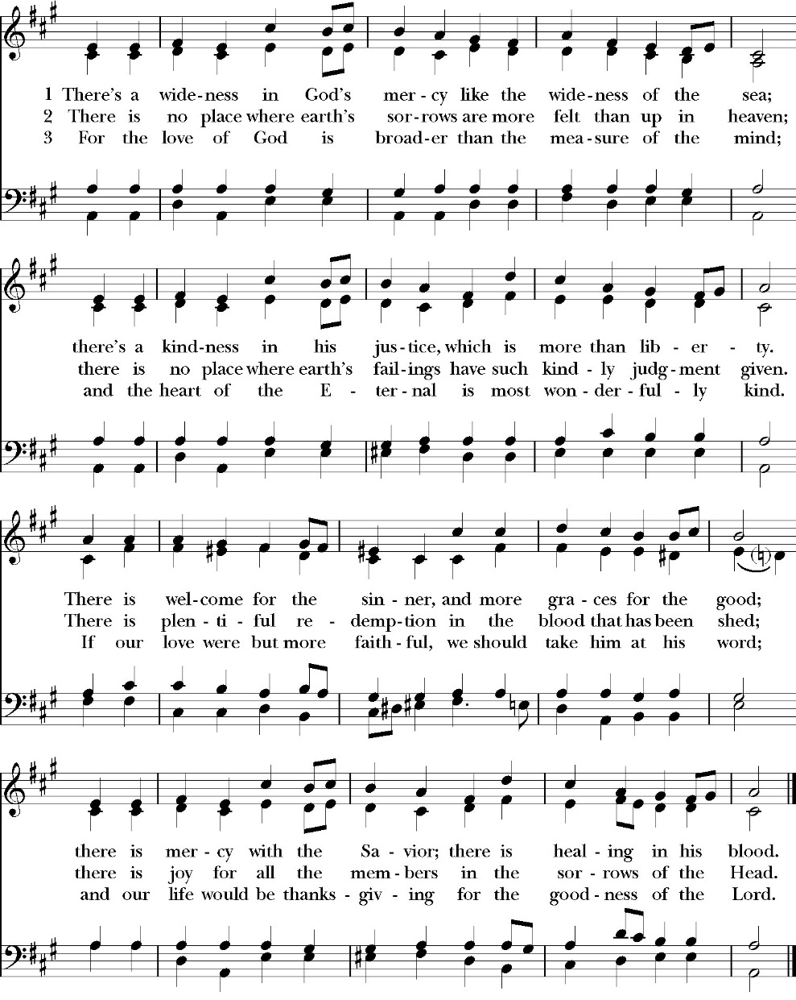 1 There's a wide - ness in God's mer - cy like the wide - ness of the sea;
2 There is no place where earth's sor - rows are more felt than up in heaven;
3 For the love of God is broad - er than the mea - sure of the mind;
there's a kind - ness in his jus - tice, which is more than lib - er - ty.
there is no place where earth's fail - ings have such kind - ly judg - ment given.
and the heart of the E - ter - nal is most won - der - ful - ly kind.
There is wel - come for the sin - ner, and more gra - ces for the good;
There is plen - ti - ful re - demp - tion in the blood that has been shed;
If our love were but more faith - ful, we should take him at his word;
there is mer - cy with the Sa - vior; there is heal - ing in his blood.
there is joy for all the mem - bers in the sor - rows of the Head.
and our life would be thanks - giv - ing for the good - ness of the Lord.